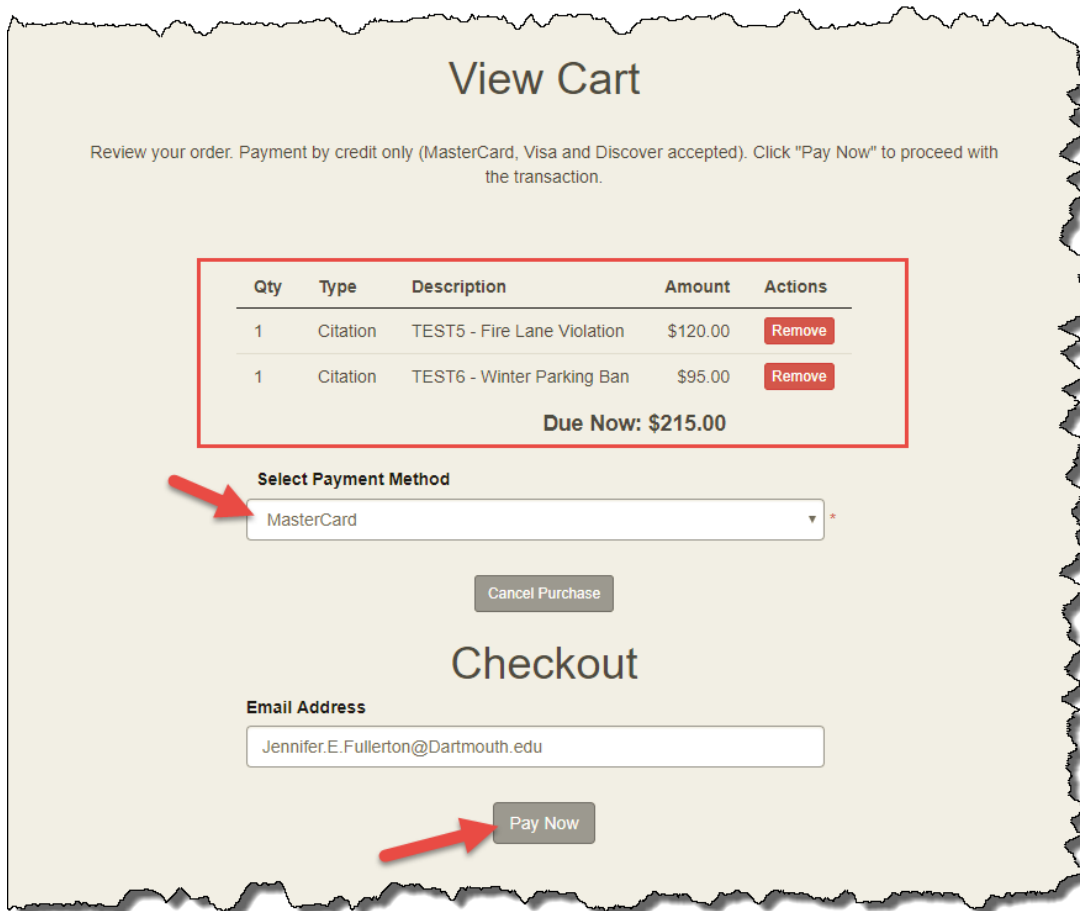 View Cart
Review your order. Payment by credit only (MasterCard, Visa and Discover accepted). Click "Pay Now" to proceed with
the transaction.
Qty Type Description Amount Actions
1 Citation TEST5 - Fire Lane Violation $120.00 Remove
1 Citation TEST6 - Winter Parking Ban $95.00 Remove
Due Now: $215.00
Select Payment Method
MasterCard *
Cancel Purchase
Checkout
Email Address
Jennifer.E.Fullerton@Dartmouth.edu
Pay Now